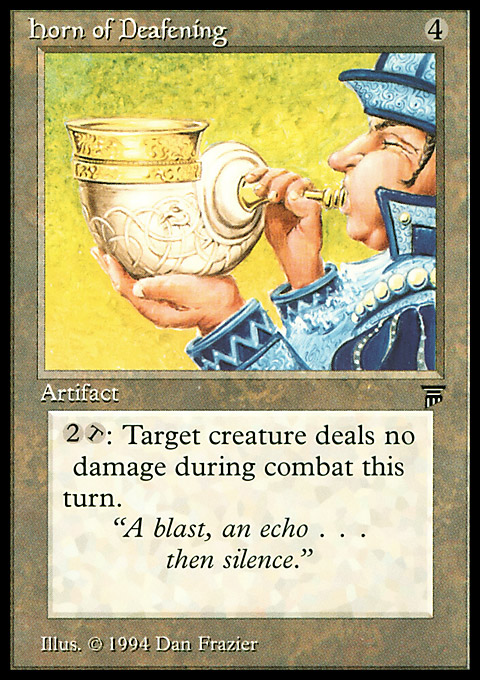 Horn of Deafening 4
Artifact
2 T: Target creature deals no
damage during combat this
turn.
"A blast, an echo . . .
then silence."
Illus. © 1994 Dan Frazier